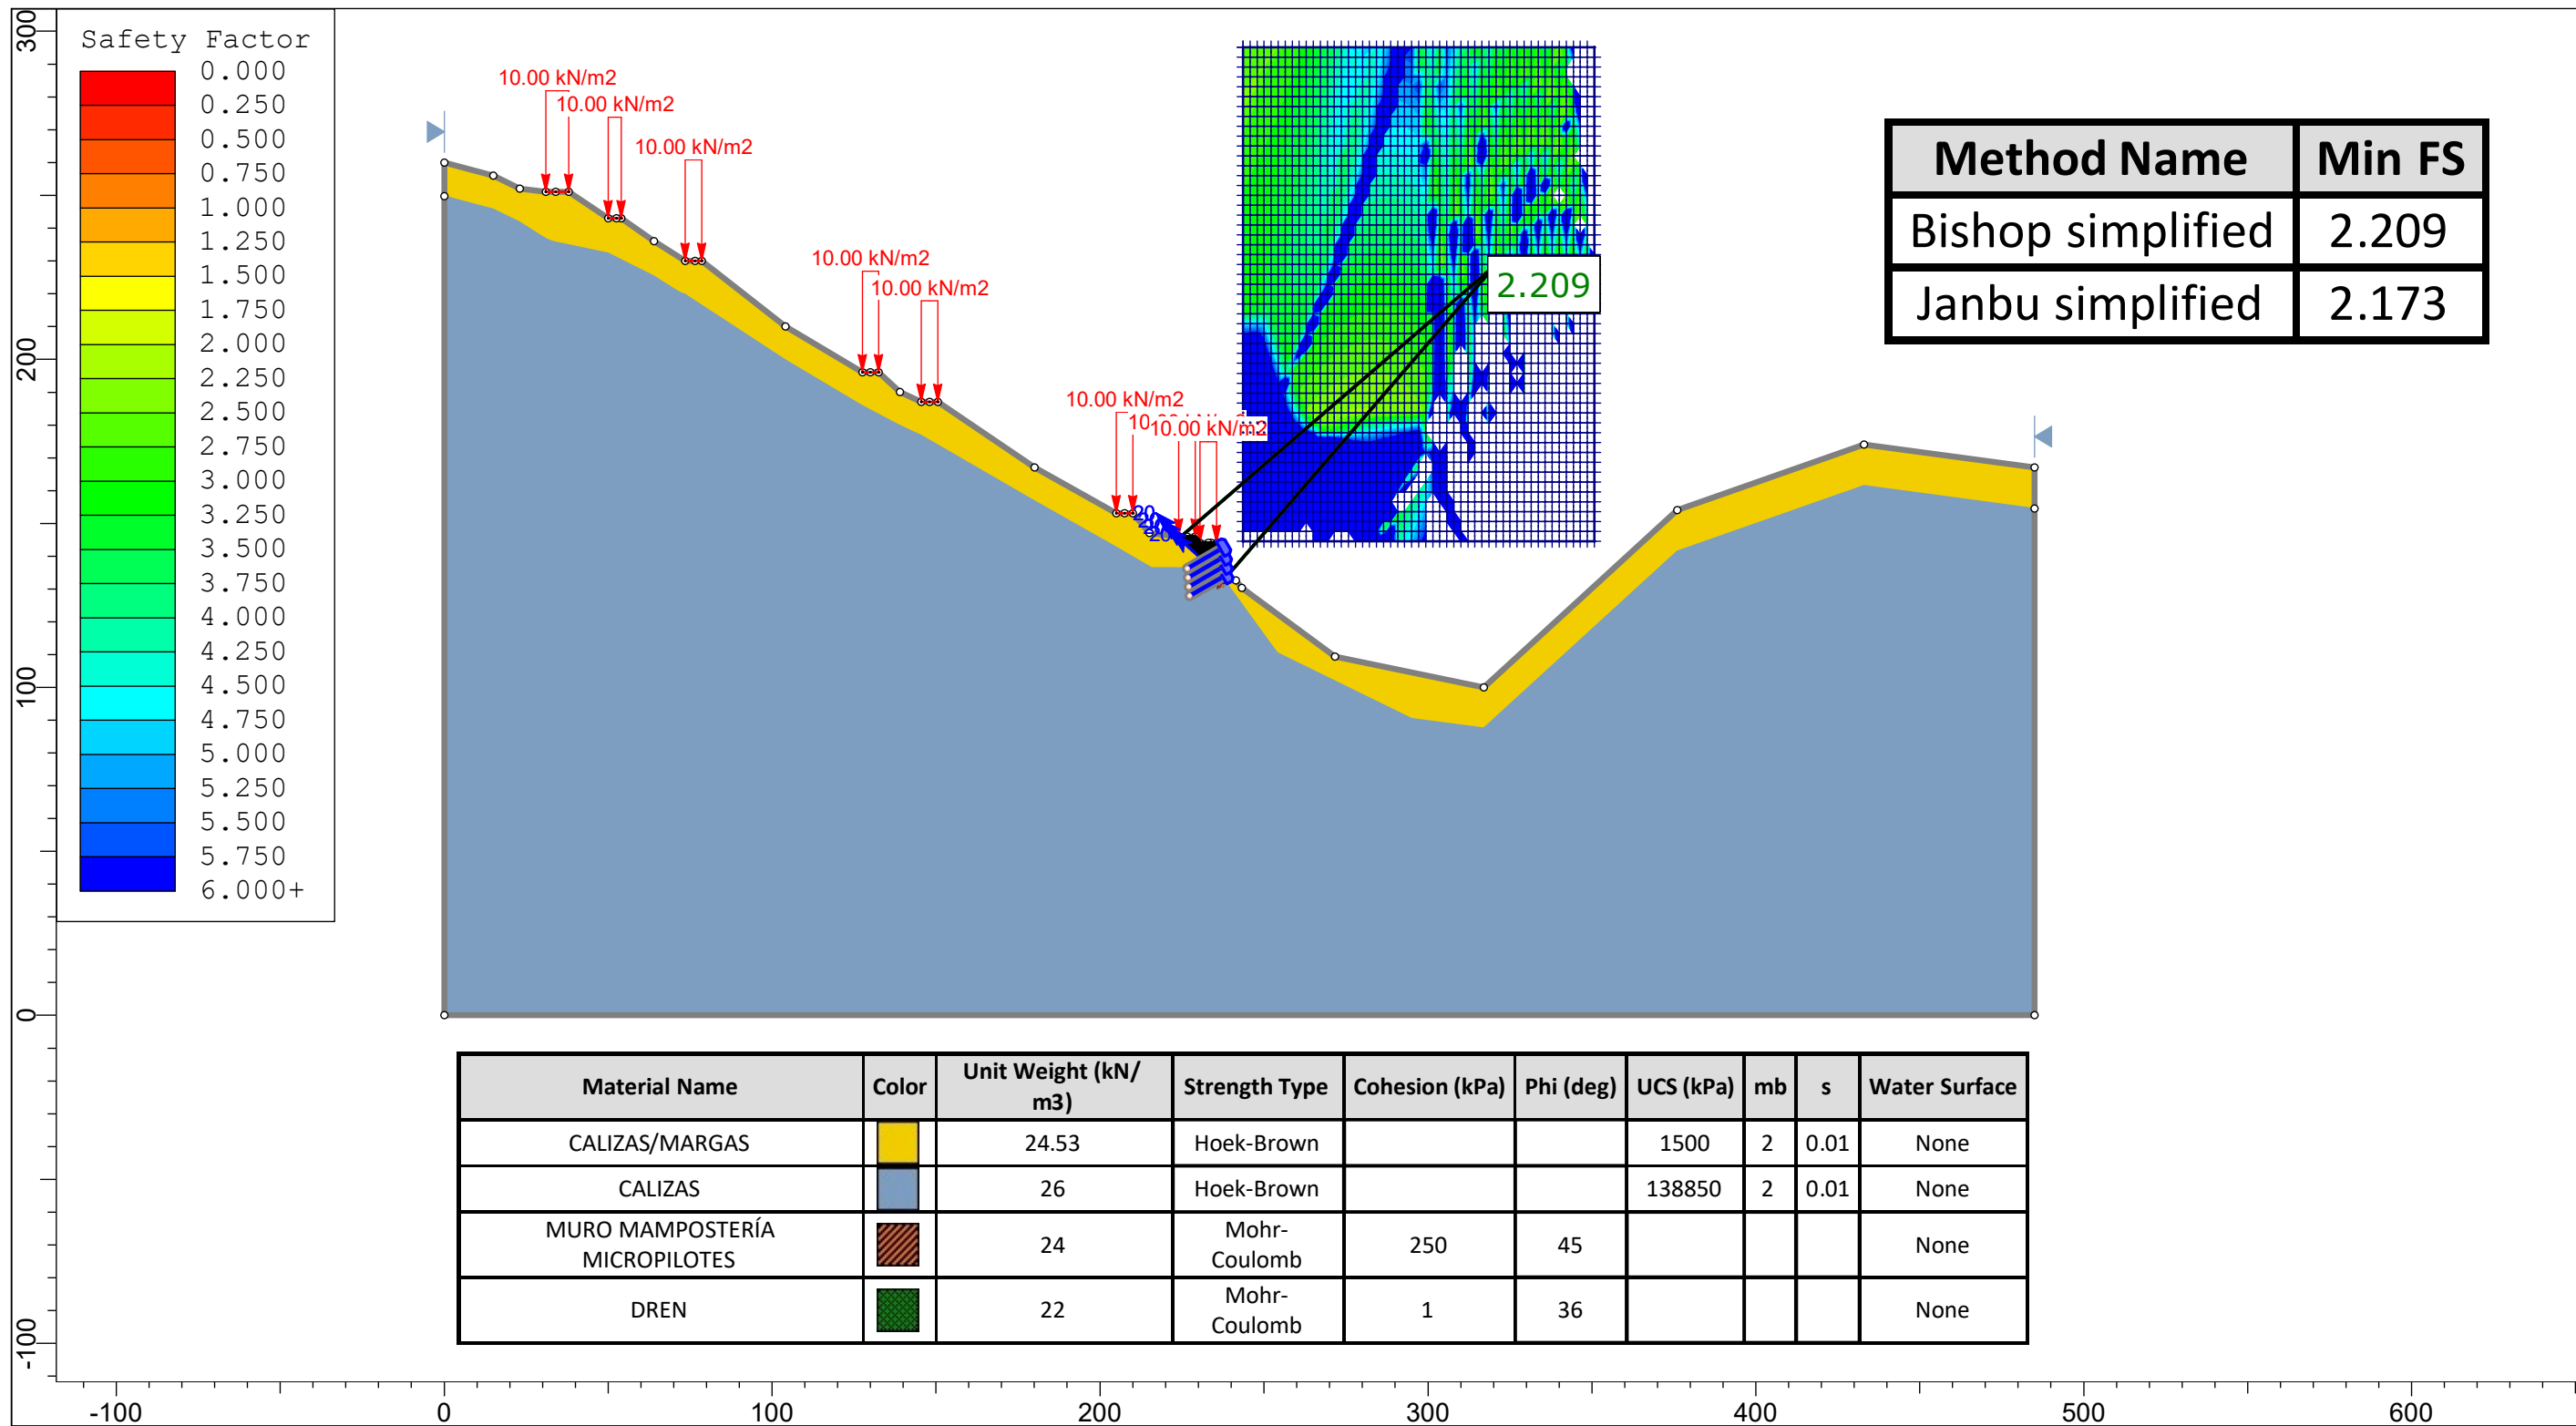 Safety Factor
0.000
0.250
0.500
0.750
1.000
1.250
1.500
1.750
2.000
2.250
2.500
2.750
3.000
3.250
3.500
3.750
4.000
4.250
4.500
4.750
5.000
5.250
5.500
5.750
6.000+
300
200
100
0
-100
10.00 kN/m2
10.00 kN/m2
10.00 kN/m2
10.00 kN/m2
10.00 kN/m2
10.00 kN/m2
10.00 kN/m2
20
20
2.209
Method Name Min FS
Bishop simplified 2.209
Janbu simplified 2.173
Material Name Color Unit Weight (kN/m3) Strength Type Cohesion (kPa) Phi (deg) UCS (kPa) mb s Water Surface
CALIZAS/MARGAS 24.53 Hoek-Brown 1500 2 0.01 None
CALIZAS 26 Hoek-Brown 138850 2 0.01 None
MURO MAMPOSTERÍA MICROPILOTES 24 Mohr-Coulomb 250 45 None
DREN 22 Mohr-Coulomb 1 36 None
-100 0 100 200 300 400 500 600